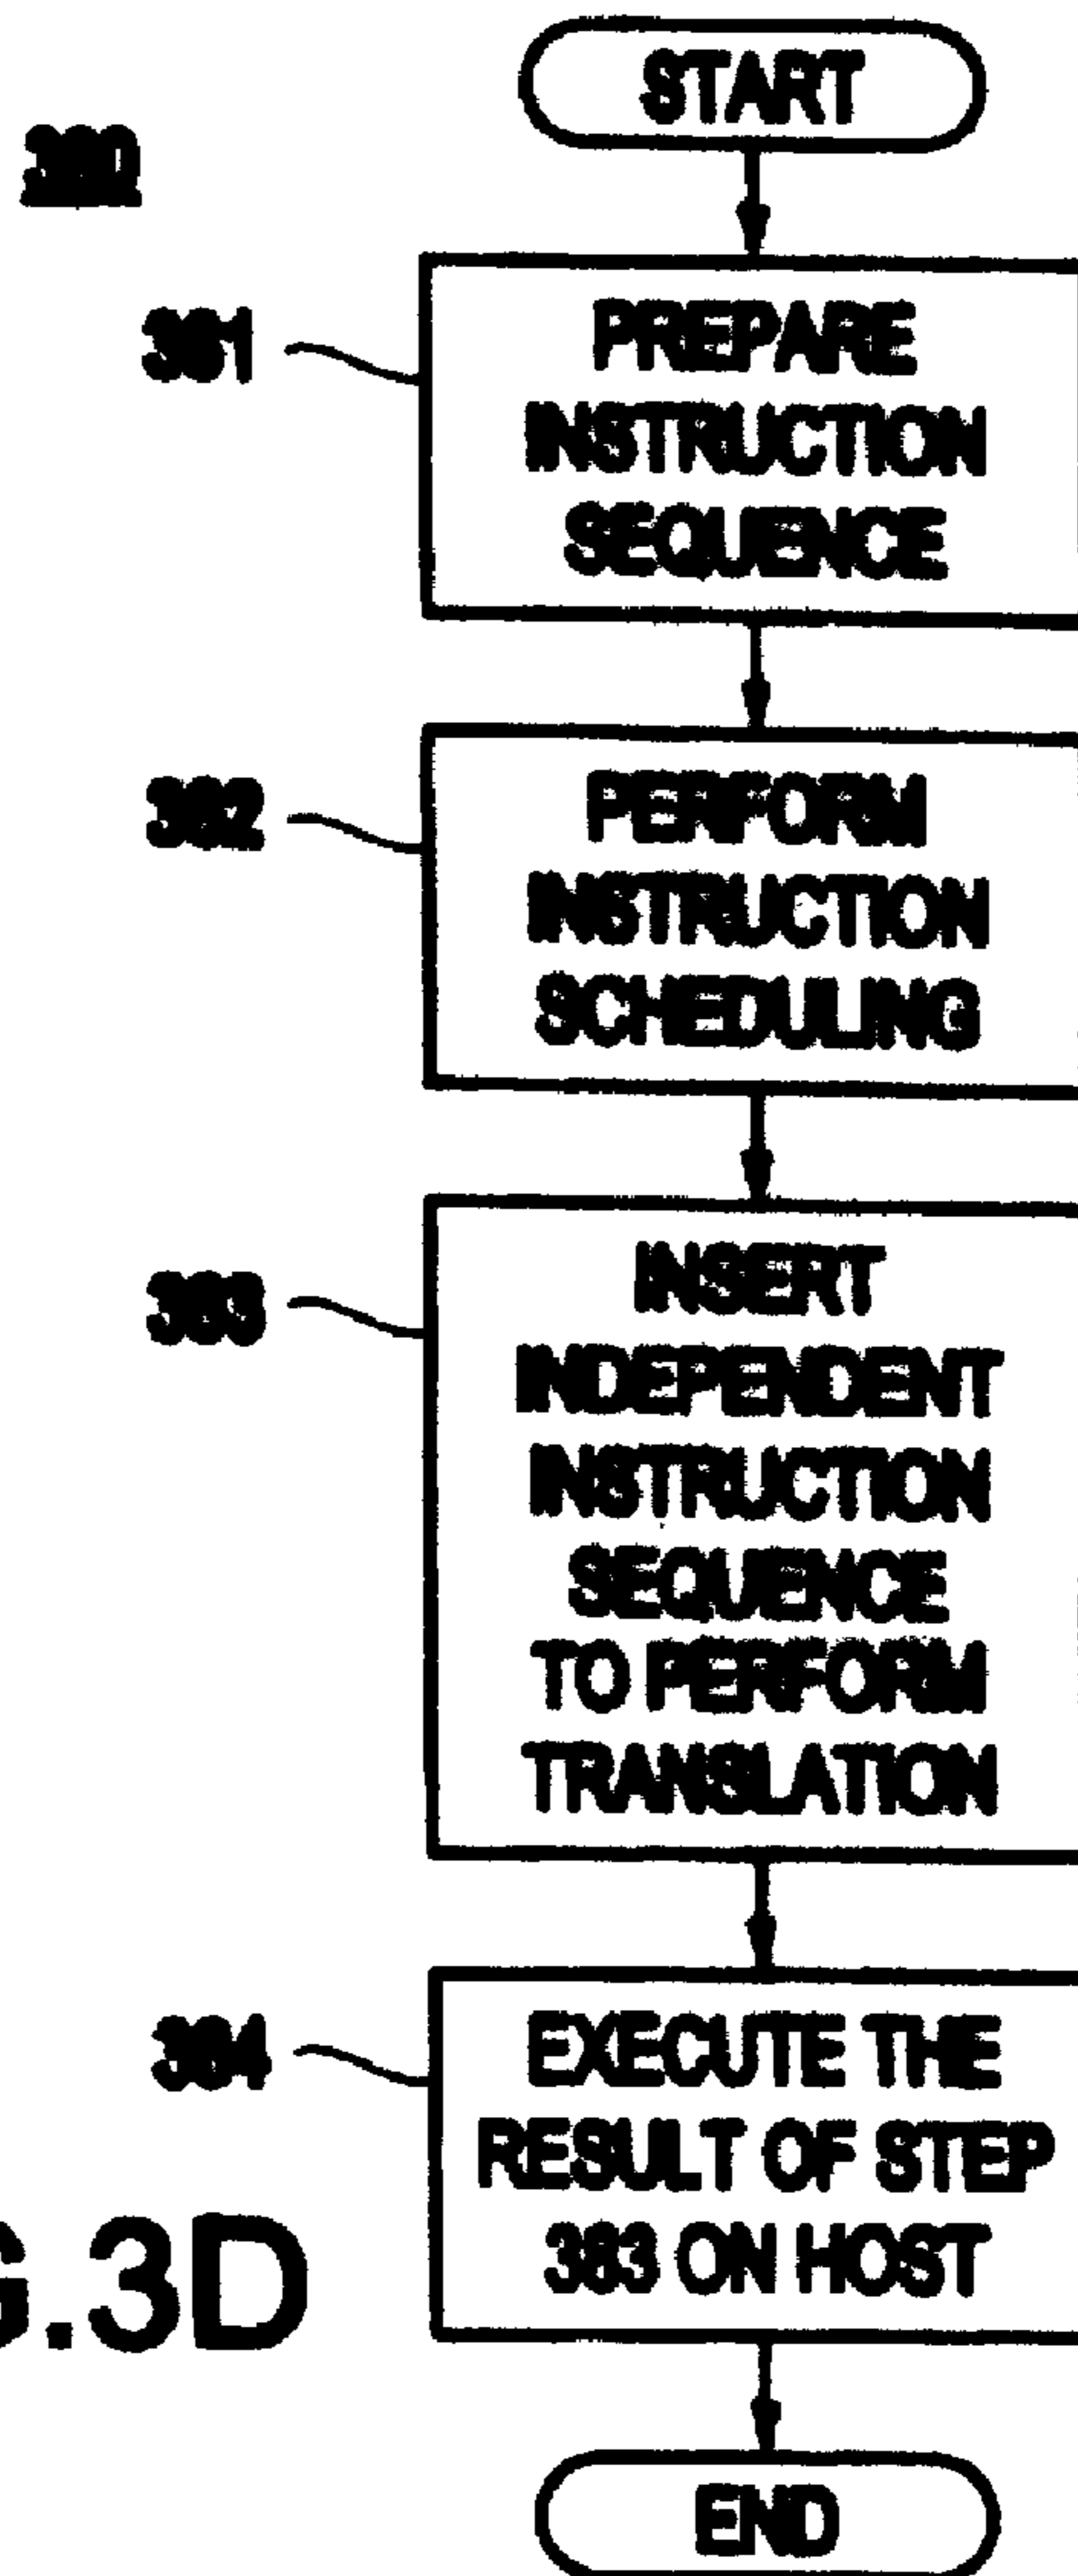 START
380
381
PREPARE
INSTRUCTION
SEQUENCE
382
PERFORM
INSTRUCTION
SCHEDULING
383
INSERT
INDEPENDENT
INSTRUCTION
SEQUENCE
TO PERFORM
TRANSLATION
384
EXECUTE THE
RESULT OF STEP
383 ON HOST
G.3D
END